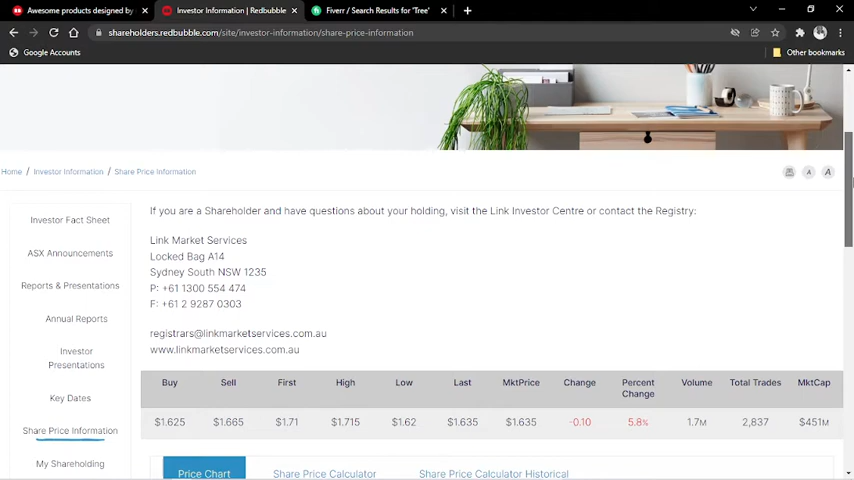 Awesome products designed by
Investor Information | Redbubble
Fiverr / Search Results for 'Tree'
shareholders.redbubble.com/site/investor-information/share-price-information
Google Accounts
Other bookmarks
Home / Investor Information / Share Price Information
A A
If you are a Shareholder and have questions about your holding, visit the Link Investor Centre or contact the Registry:
Link Market Services
Locked Bag A14
Sydney South NSW 1235
P: +61 1300 554 474
F: +61 2 9287 0303
registrars@linkmarketservices.com.au
www.linkmarketservices.com.au
Investor Fact Sheet
ASX Announcements
Reports & Presentations
Annual Reports
Investor
Presentations
Key Dates
Share Price Information
My Shareholding
Buy Sell First High Low Last MktPrice Change Percent Change Volume Total Trades MktCap
$1.625 $1.665 $1.71 $1.715 $1.62 $1.635 $1.635 -0.10 5.8% 1.7M 2,837 $451M
Price Chart Share Price Calculator Share Price Calculator Historical